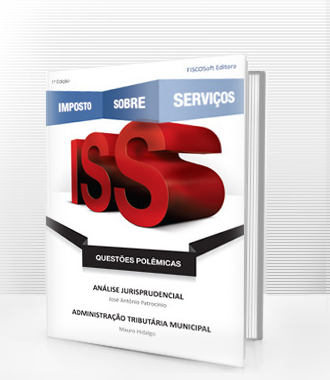 FISCOSoft Editora
1ª Edição
IMPOSTO SOBRE SERVIÇOS
ISS
QUESTÕES POLÊMICAS
ANÁLISE JURISPRUDENCIAL
José Antônio Patrocínio
ADMINISTRAÇÃO TRIBUTÁRIA MUNICIPAL
Mauro Hidalgo